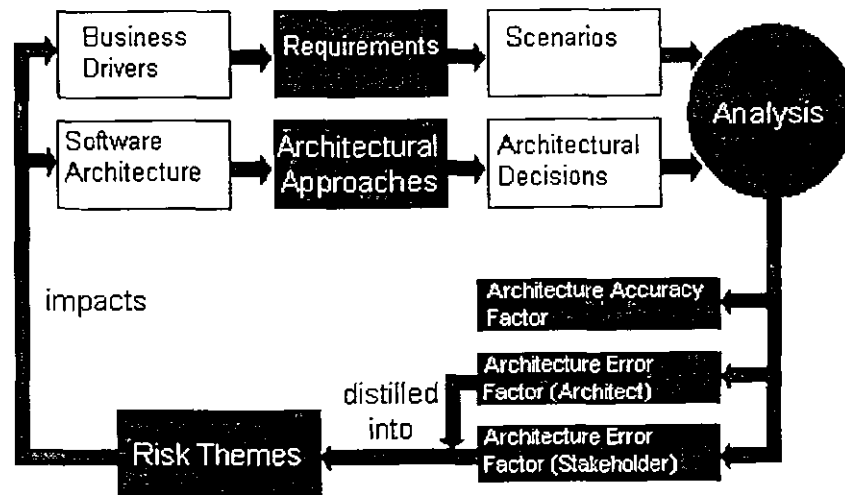 Business
Drivers
Requirements
Scenarios
Analysis
Software
Architecture
Architectural
Approaches
Architectural
Decisions
impacts
Architecture Accuracy
Factor
Architecture Error
Factor (Architect)
distilled
into
Architecture Error
Factor (Stakeholder)
Risk Themes